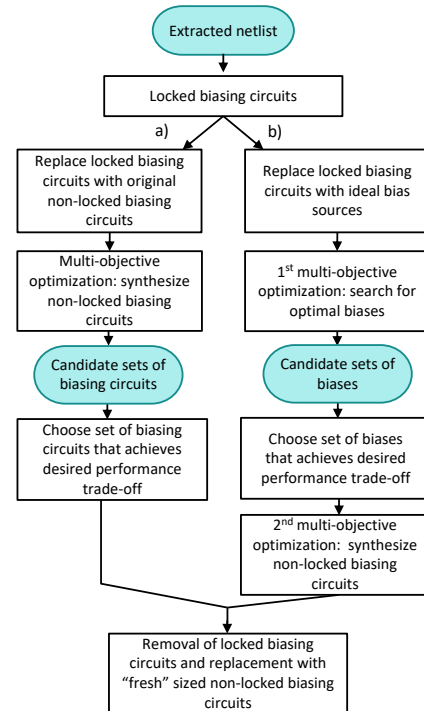 Extracted netlist
Locked biasing circuits
a)
b)
Replace locked biasing
circuits with original
non-locked biasing
circuits
Multi-objective
optimization: synthesize
non-locked biasing
circuits
Candidate sets of
biasing circuits
Choose set of biasing
circuits that achieves
desired performance
trade-off
Replace locked biasing
circuits with ideal bias
sources
1st multi-objective
optimization: search for
optimal biases
Candidate sets of
biases
Choose set of biases
that achieves desired
performance trade-off
2nd multi-objective
optimization:  synthesize
non-locked biasing
circuits
Removal of locked biasing
circuits and replacement with
“fresh” sized non-locked biasing
circuits